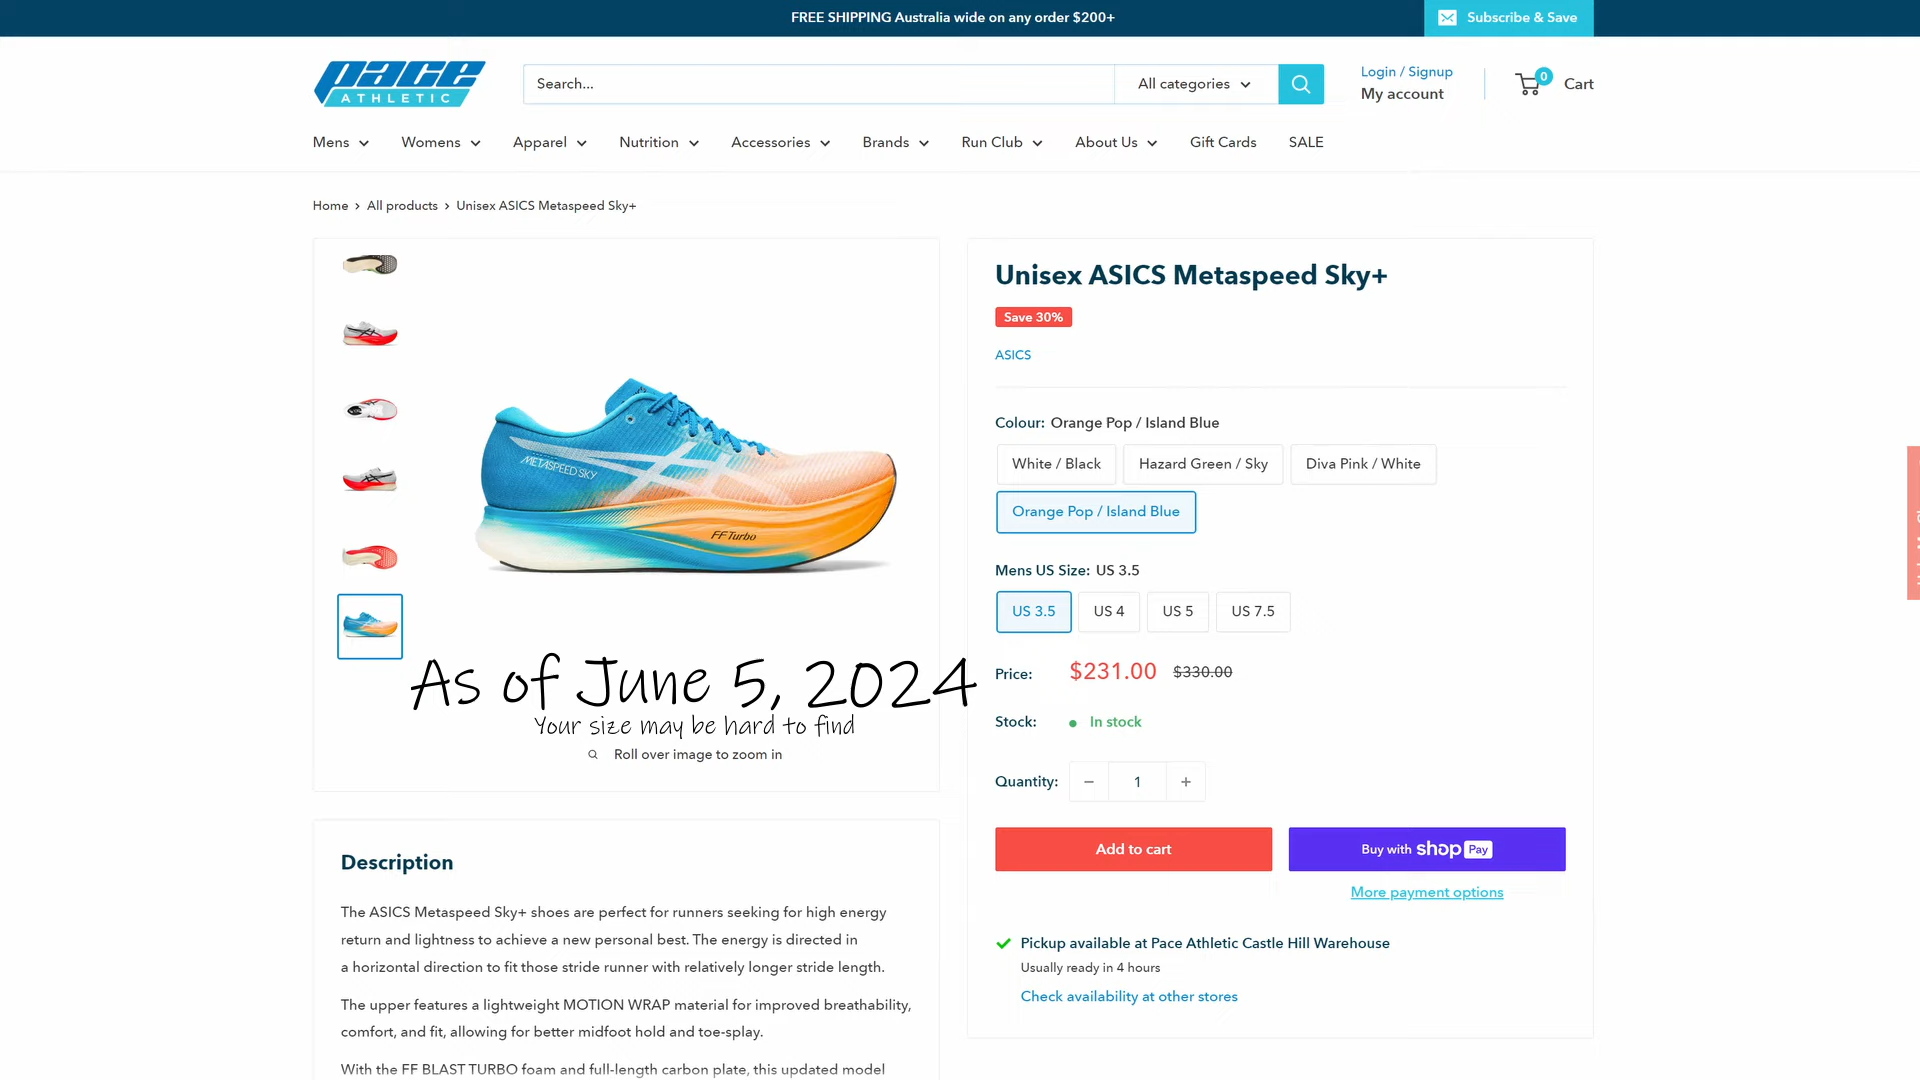 FREE SHIPPING Australia wide on any order $200+
Subscribe & Save
pace
ATHLETIC
Search...
All categories
Login / Signup
My account
0
Cart
Mens
Womens
Apparel
Nutrition
Accessories
Brands
Run Club
About Us
Gift Cards
SALE
Home > All products > Unisex ASICS Metaspeed Sky+
METASPEED SKY
FF Turbo
As of June 5, 2024
Your size may be hard to find
Roll over image to zoom in
Unisex ASICS Metaspeed Sky+
Save 30%
ASICS
Colour: Orange Pop / Island Blue
White / Black
Hazard Green / Sky
Diva Pink / White
Orange Pop / Island Blue
Mens US Size: US 3.5
US 3.5
US 4
US 5
US 7.5
Price: $231.00 $330.00
Stock: In stock
Quantity: − 1 +
Add to cart
Buy with shop Pay
More payment options
Pickup available at Pace Athletic Castle Hill Warehouse
Usually ready in 4 hours
Check availability at other stores
Description
The ASICS Metaspeed Sky+ shoes are perfect for runners seeking for high energy
return and lightness to achieve a new personal best. The energy is directed in
a horizontal direction to fit those stride runner with relatively longer stride length.
The upper features a lightweight MOTION WRAP material for improved breathability,
comfort, and fit, allowing for better midfoot hold and toe-splay.
With the FF BLAST TURBO foam and full-length carbon plate, this updated model